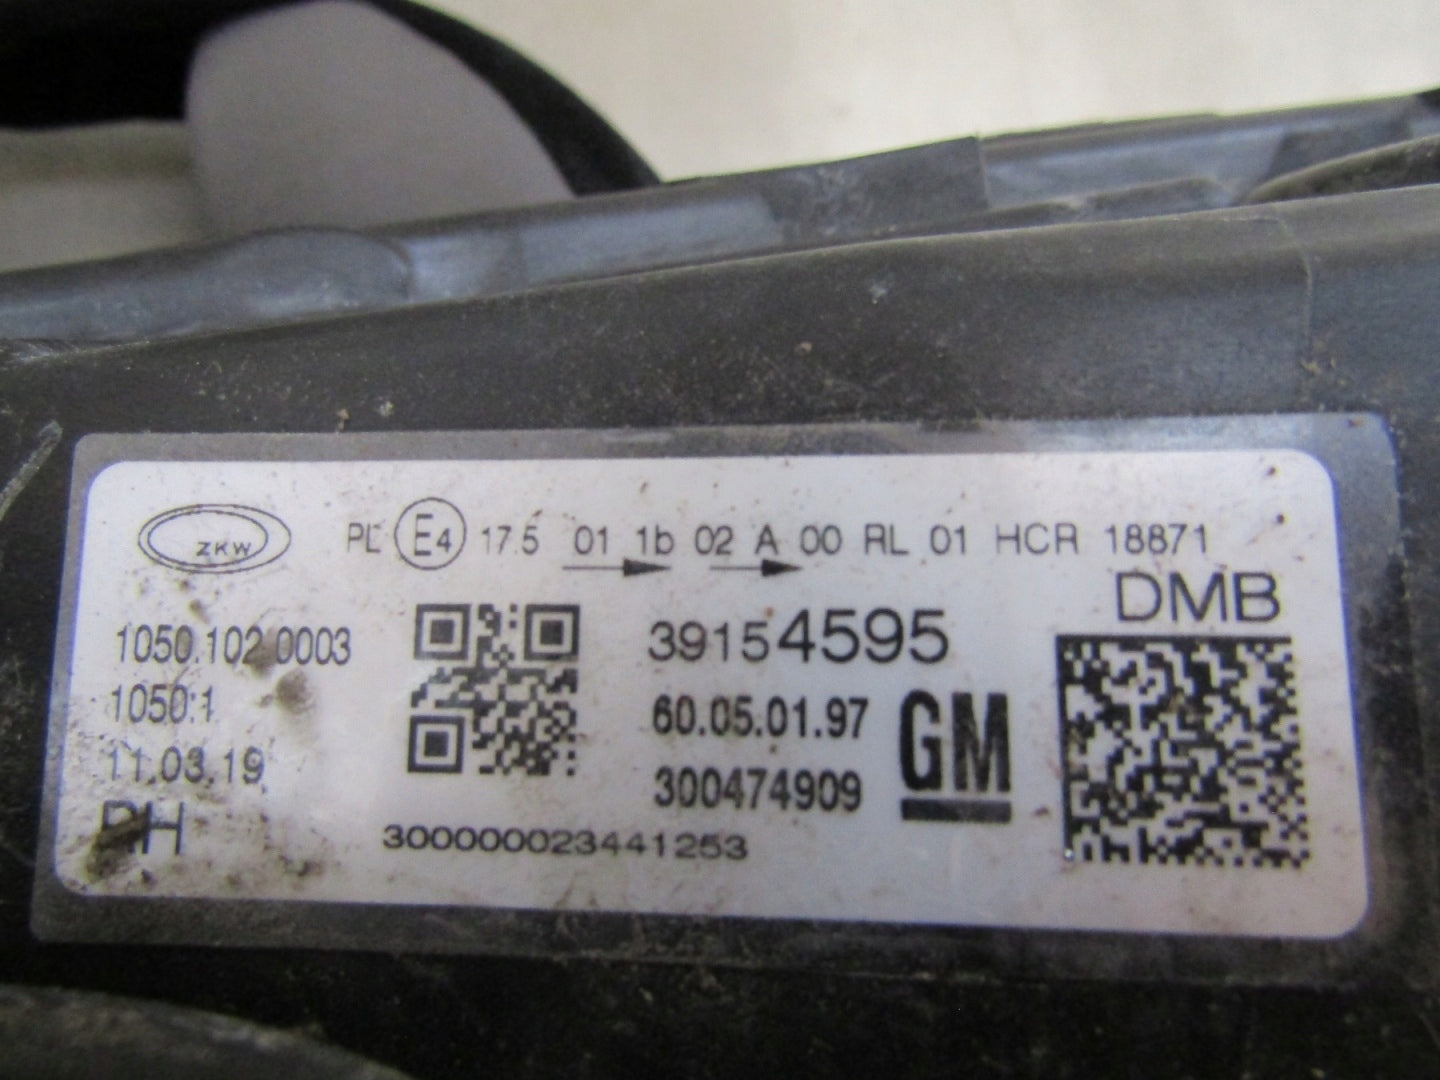 ZKW PL E4 17.5 01 1b 02 A 00 RL 01 HCR 18871
DMB
1050.102 0003
1050.1
11.03.19
RH
39154595
60.05.01.97
300474909
GM
3000000023441253